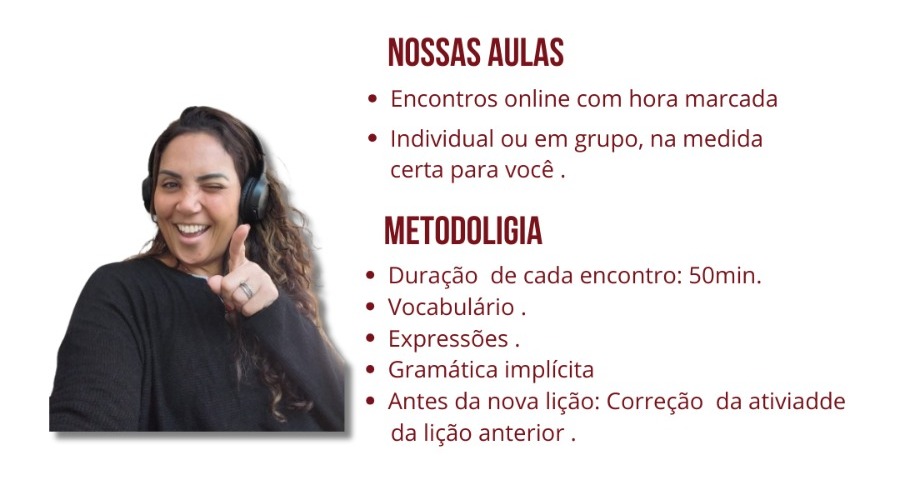 NOSSAS AULAS
• Encontros online com hora marcada
• Individual ou em grupo, na medida
certa para você .
METODOLIGIA
• Duração  de cada encontro: 50min.
• Vocabulário .
• Expressões .
• Gramática implícita
• Antes da nova lição: Correção  da ativiadde
da lição anterior .